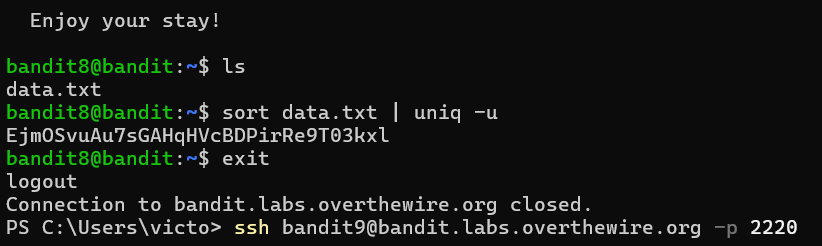 Enjoy your stay!
bandit8@bandit:~$ ls
data.txt
bandit8@bandit:~$ sort data.txt | uniq -u
EjmOSvuAu7sGAHqHVcBDPirRe9T03kxl
bandit8@bandit:~$ exit
logout
Connection to bandit.labs.overthewire.org closed.
PS C:\Users\victo> ssh bandit9@bandit.labs.overthewire.org -p 2220